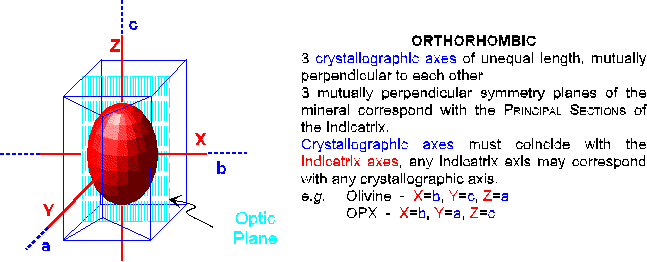 c
Z
X
b
Y
a
Optic
Plane
ORTHORHOMBIC
3 crystallographic axes of unequal length, mutually
perpendicular to each other
3 mutually perpendicular symmetry planes of the
mineral correspond with the PRINCIPAL SECTIONS of
the Indicatrix.
Crystallographic axes must coincide with the
Indicatrix axes, any Indicatrix axis may correspond
with any crystallographic axis.
e.g. Olivine - X=b, Y=c, Z=a
OPX - X=b, Y=a, Z=c